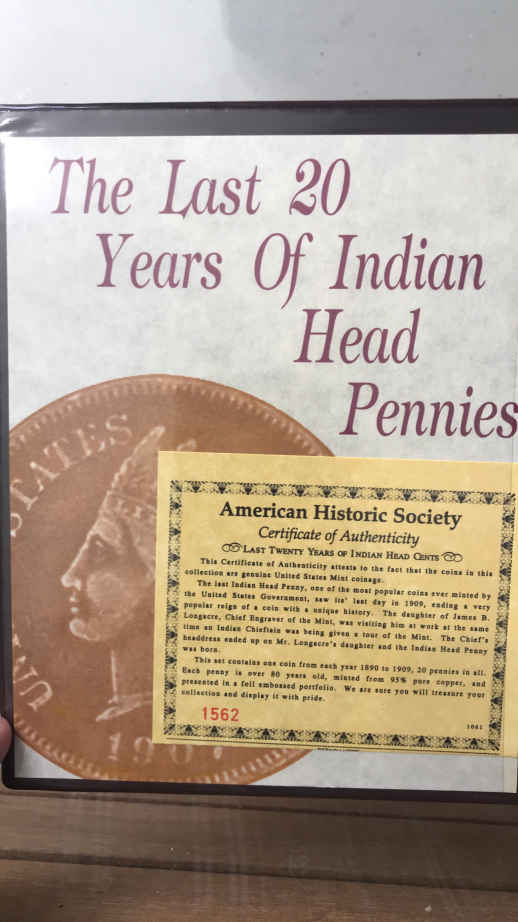 The Last 20
Years Of Indian
Head
Pennies
STATES
UNI
190
American Historic Society
Certificate of Authenticity
LAST TWENTY YEARS OF INDIAN HEAD CENTS
This Certificate of Authenticity attests to the fact that the coins in this
collection are genuine United States Mint coinage.
The last Indian Head Penny, one of the most popular coins ever minted by
the United States Government, saw its' last day in 1909, ending a very
popular reign of a coin with a unique history. The daughter of James B.
Longacre, Chief Engraver of the Mint, was visiting him at work at the same
time an Indian Chieftain was being given a tour of the Mint. The Chief's
headdress ended up on Mr. Longacre's daughter and the Indian Head Penny
was born.
This set contains one coin from each year 1890 to 1909, 20 pennies in all.
Each penny is over 80 years old, minted from 95% pure copper, and
presented in a foil embossed portfolio. We are sure you will treasure your
collection and display it with pride.
1562